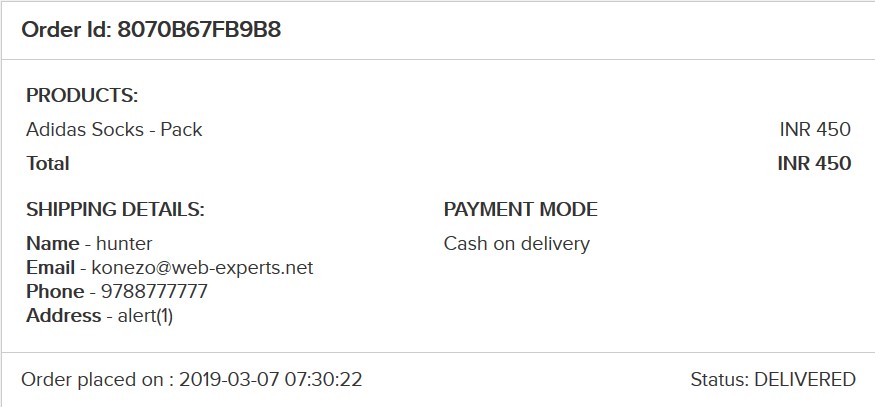 Order Id: 8070B67FB9B8
PRODUCTS:
Adidas Socks - Pack INR 450
Total INR 450
SHIPPING DETAILS: PAYMENT MODE
Name - hunter Cash on delivery
Email - konezo@web-experts.net
Phone - 9788777777
Address - alert(1)
Order placed on : 2019-03-07 07:30:22 Status: DELIVERED